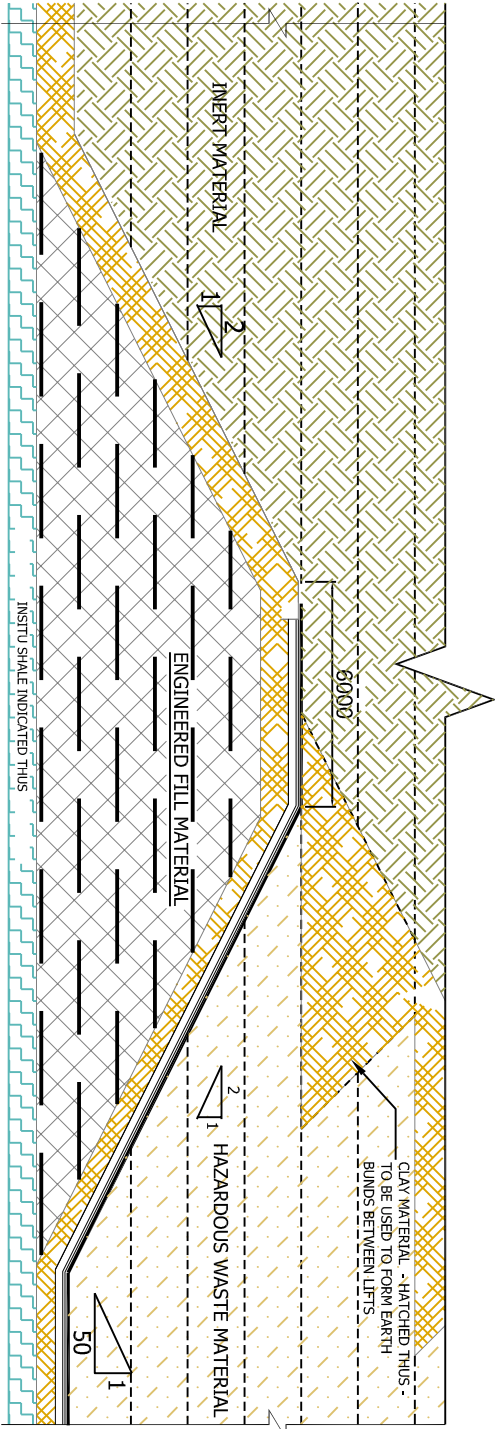 INERT MATERIAL
2
1
6000
CLAY MATERIAL - HATCHED THUS -
TO BE USED TO FORM EARTH
BUNDS BETWEEN LIFTS
2
1
HAZARDOUS WASTE MATERIAL
ENGINEERED FILL MATERIAL
1
50
INSITU SHALE INDICATED THUS